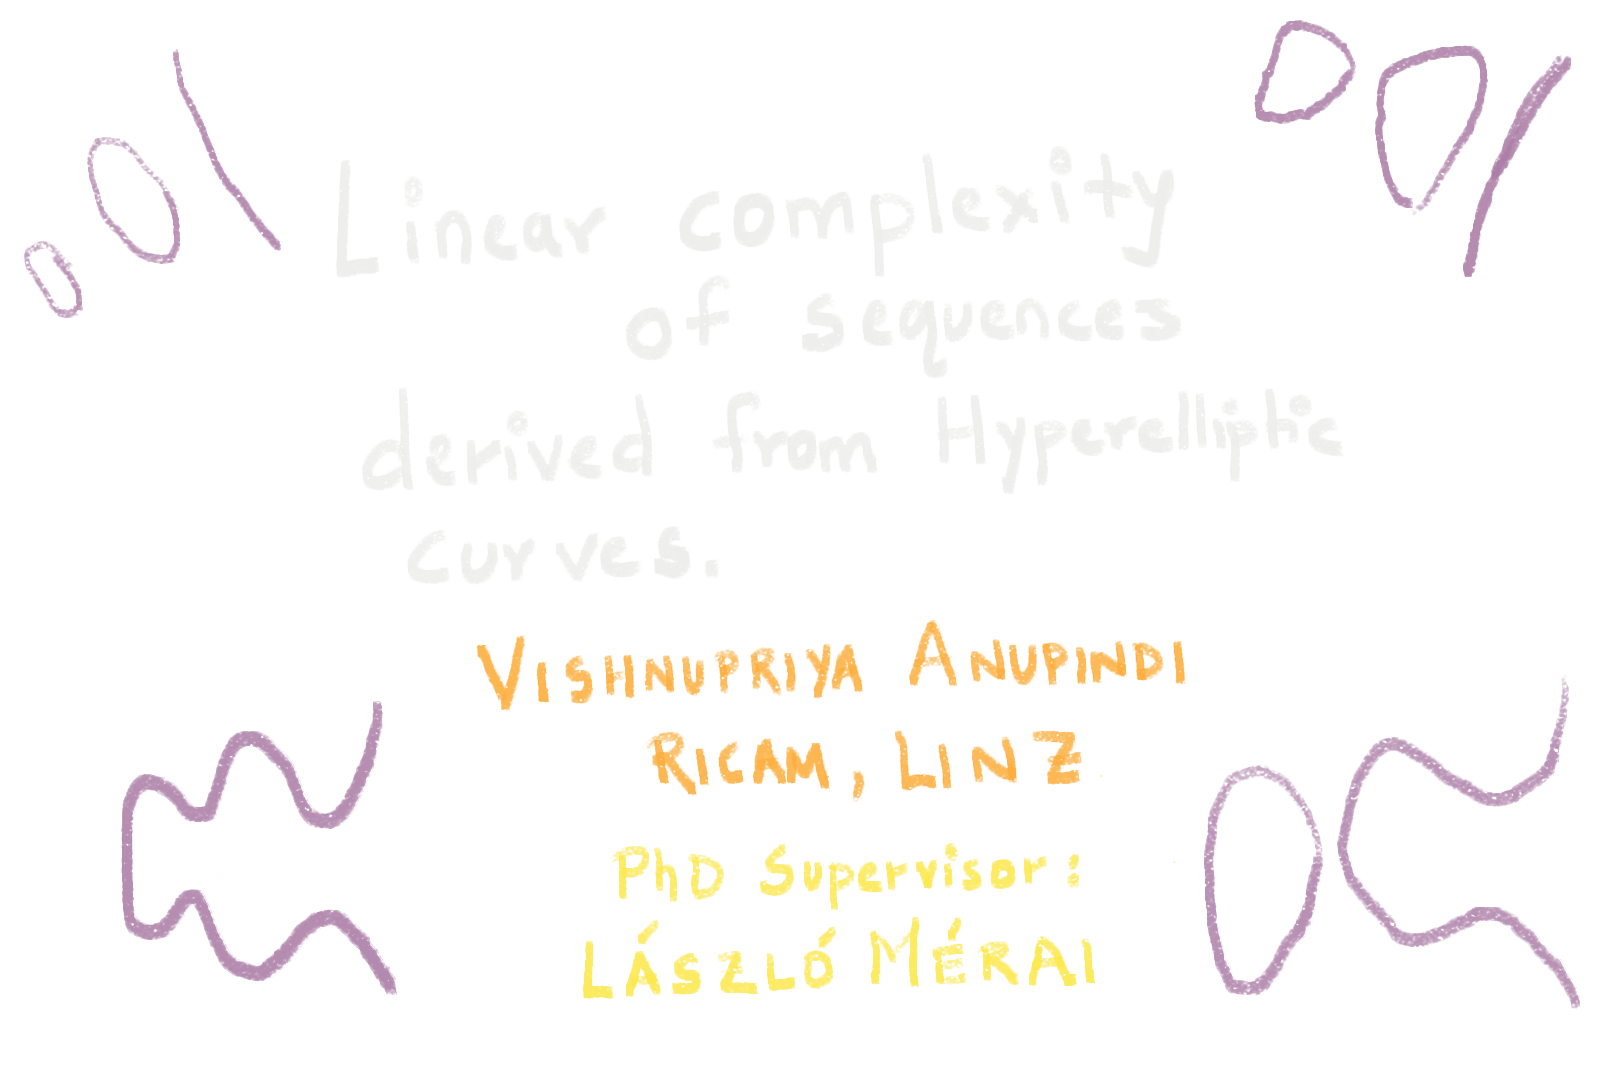 Linear complexity
of sequences
derived from Hyperelliptic
curves.
VISHNUPRIYA ANUPINDI
RICAM, LINZ
PhD Supervisor:
LÁSZLÓ MÉRAI